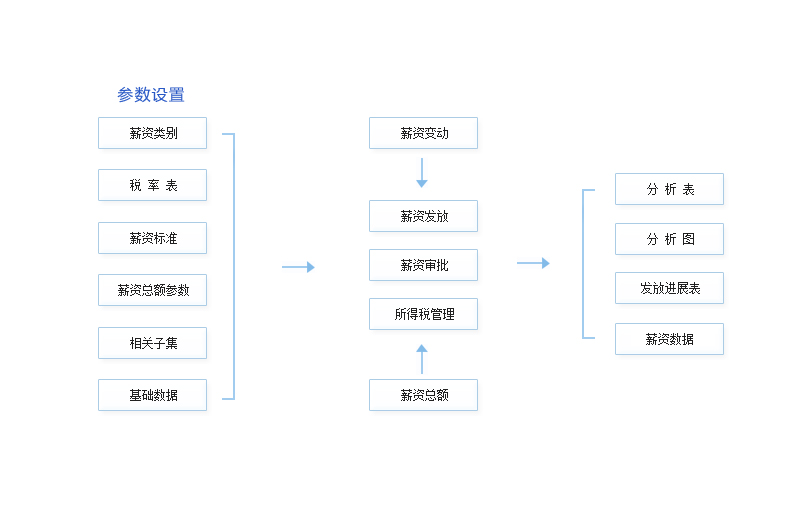 参数设置
薪资类别
税 率 表
薪资标准
薪资总额参数
相关子集
基础数据
薪资变动
薪资发放
薪资审批
所得税管理
薪资总额
分 析 表
分 析 图
发放进展表
薪资数据